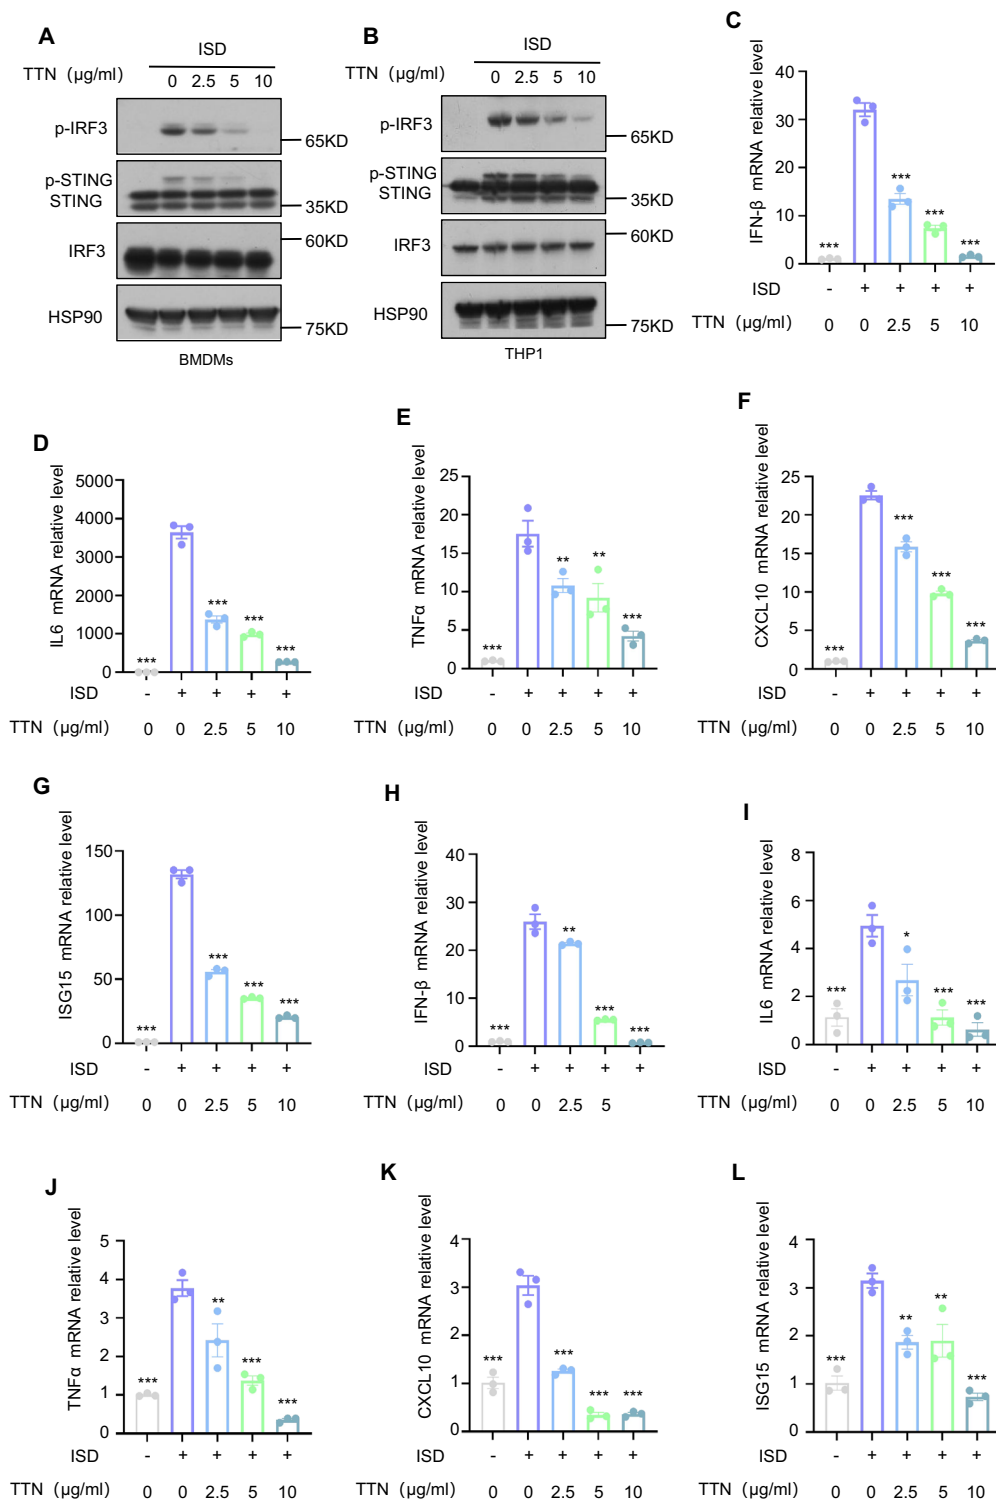 A
ISD
TTN (μg/ml)
0 2.5 5 10
p-IRF3
65KD
p-STING
STING
35KD
IRF3
60KD
HSP90
75KD
BMDMs
B
ISD
TTN (μg/ml)
0 2.5 5 10
p-IRF3
65KD
p-STING
STING
35KD
IRF3
60KD
HSP90
75KD
THP1
C
IFN-β mRNA relative level
40
30
20
10
0
*** *** *** ***
ISD - + + + +
TTN (μg/ml) 0 0 2.5 5 10
D
IL6 mRNA relative level
5000
4000
3000
2000
1000
0
*** *** *** ***
ISD - + + + +
TTN (μg/ml) 0 0 2.5 5 10
E
TNFα mRNA relative level
25
20
15
10
5
0
*** ** ** ***
ISD - + + + +
TTN (μg/ml) 0 0 2.5 5 10
F
CXCL10 mRNA relative level
25
20
15
10
5
0
*** *** *** ***
ISD - + + + +
TTN (μg/ml) 0 0 2.5 5 10
G
ISG15 mRNA relative level
150
100
50
0
*** *** *** ***
ISD - + + + +
TTN (μg/ml) 0 0 2.5 5 10
H
IFN-β mRNA relative level
40
30
20
10
0
*** ** *** ***
ISD - + + + +
TTN (μg/ml) 0 0 2.5 5
I
IL6 mRNA relative level
8
6
4
2
0
*** * *** ***
ISD - + + + +
TTN (μg/ml) 0 0 2.5 5 10
J
TNFα mRNA relative level
5
4
3
2
1
0
*** ** *** ***
ISD - + + + +
TTN (μg/ml) 0 0 2.5 5 10
K
CXCL10 mRNA relative level
4
3
2
1
0
*** *** *** ***
ISD - + + + +
TTN (μg/ml) 0 0 2.5 5 10
L
ISG15 mRNA relative level
4
3
2
1
0
*** ** ** ***
ISD - + + + +
TTN (μg/ml) 0 0 2.5 5 10